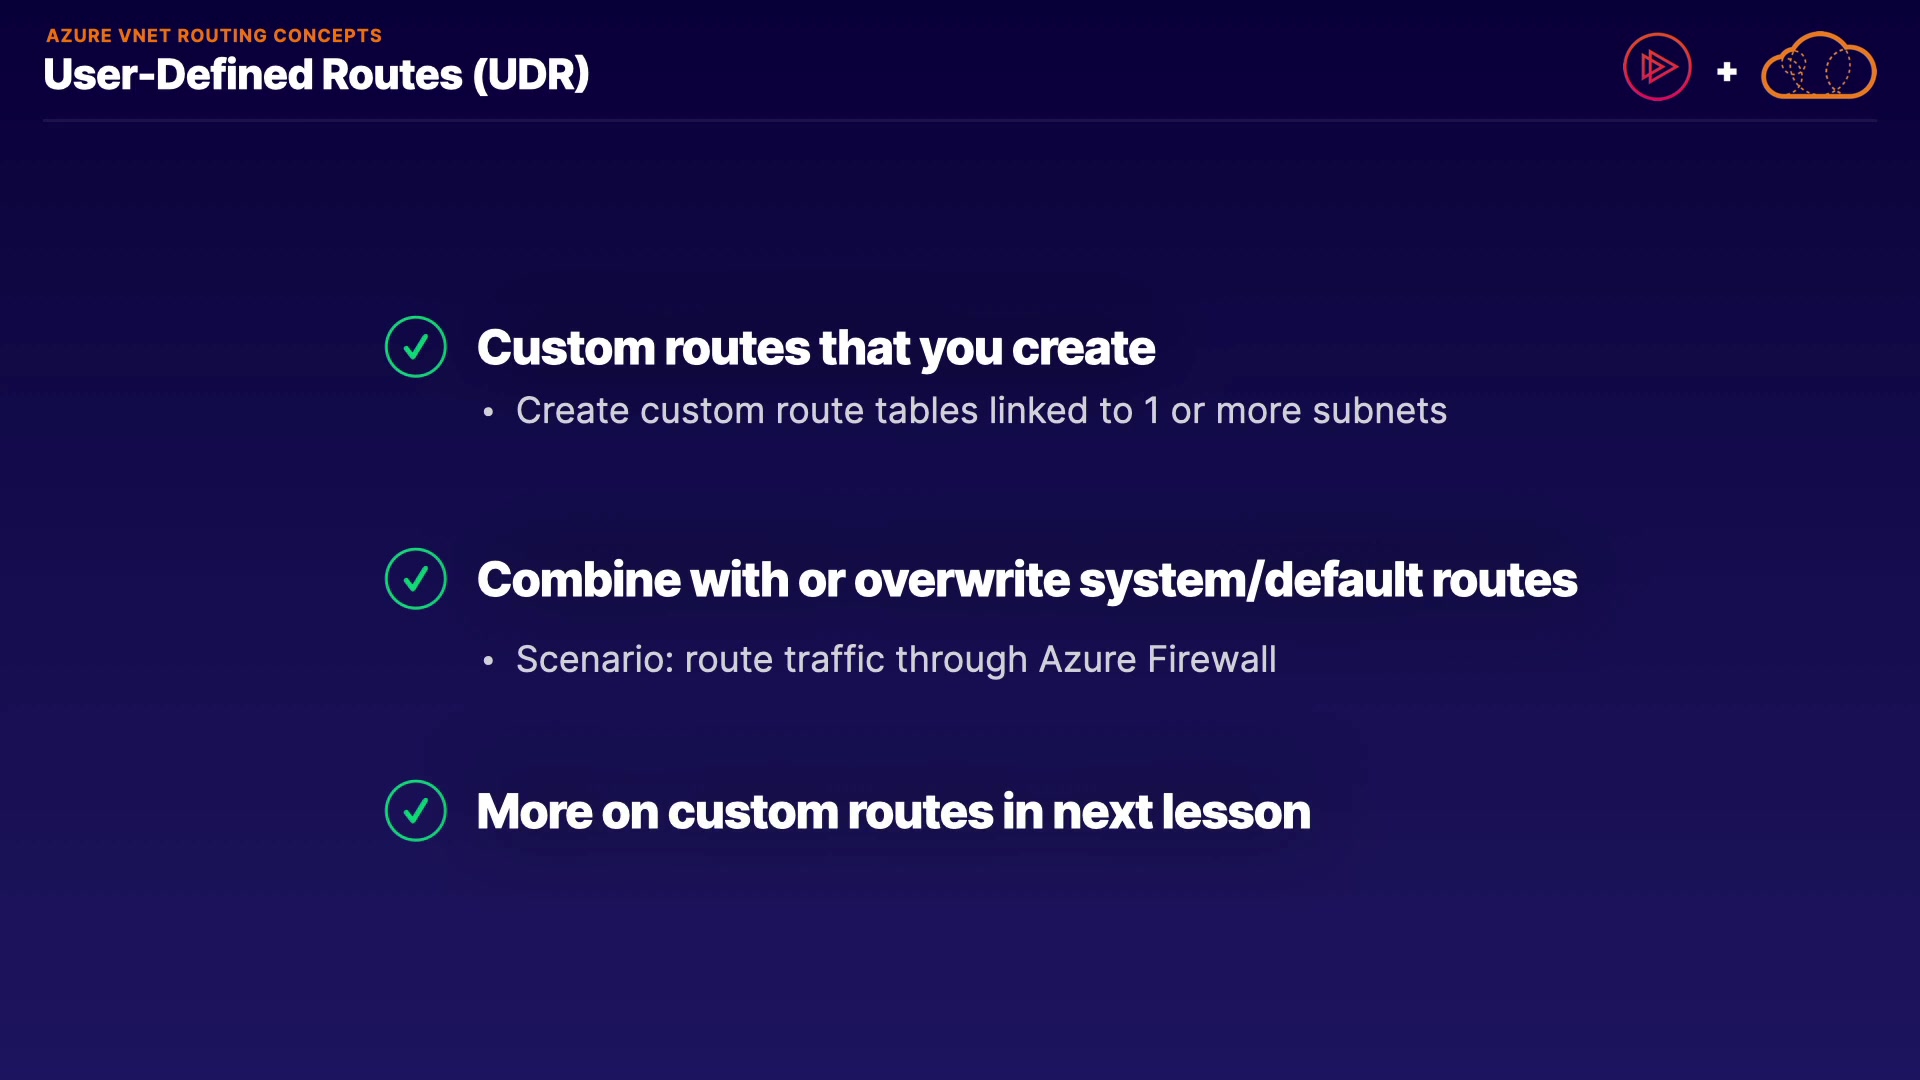 AZURE VNET ROUTING CONCEPTS
User-Defined Routes (UDR)
+
Custom routes that you create
• Create custom route tables linked to 1 or more subnets
Combine with or overwrite system/default routes
• Scenario: route traffic through Azure Firewall
More on custom routes in next lesson